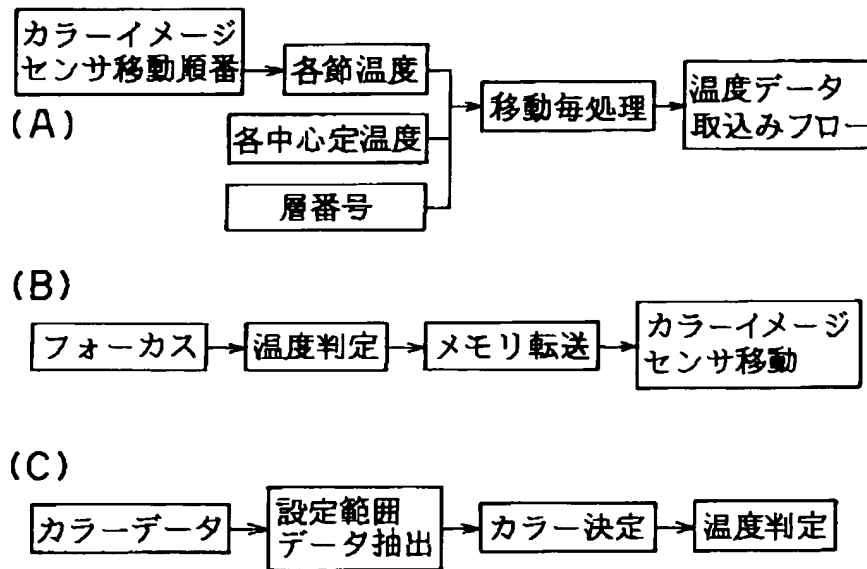 カラーイメージ
センサ移動順番
各節温度
(A)
各中心定温度
層番号
移動毎処理
温度データ
取込みフロー
(B)
フォーカス
温度判定
メモリ転送
カラーイメージ
センサ移動
(C)
カラーデータ
設定範囲
データ抽出
カラー決定
温度判定